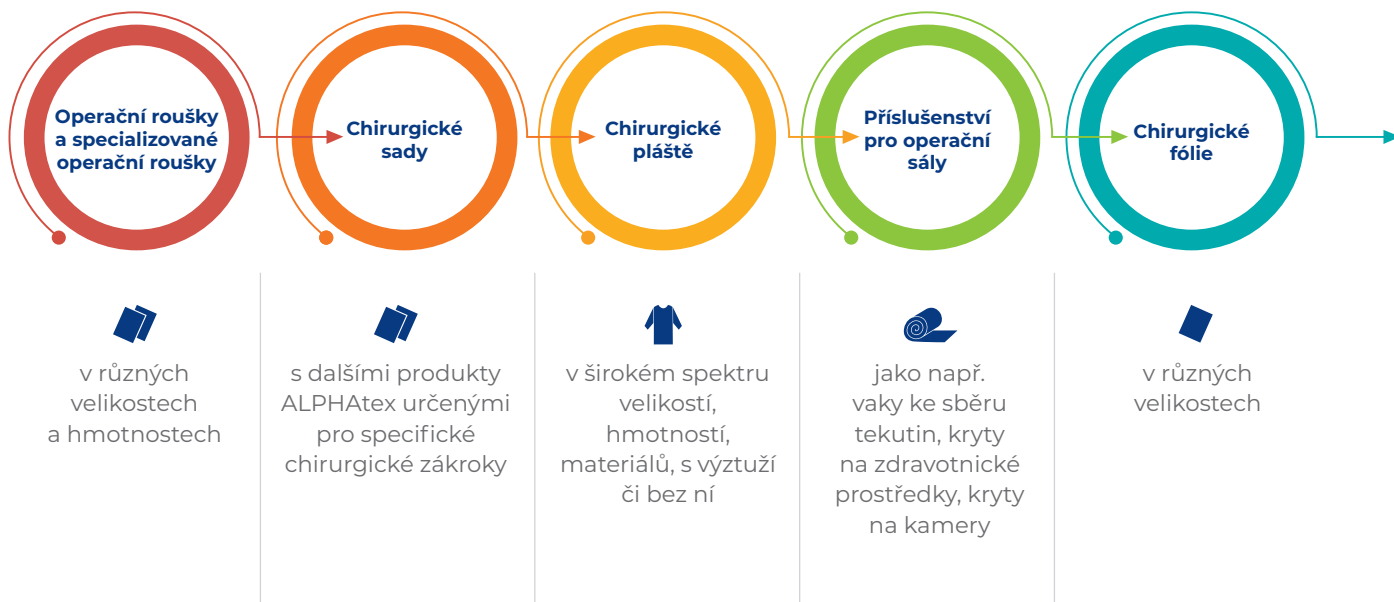 Operační roušky
a specializované
operační roušky
Chirurgické
sady
Chirurgické
pláště
Příslušenství
pro operační
sály
Chirurgické
fólie
v různých
velikostech
a hmotnostech
s dalšími produkty
ALPHAtex určenými
pro specifické
chirurgické zákroky
v širokém spektru
velikostí,
hmotností,
materiálů, s výztuží
či bez ní
jako např.
vaky ke sběru
tekutin, kryty
na zdravotnické
prostředky, kryty
na kamery
v různých
velikostech